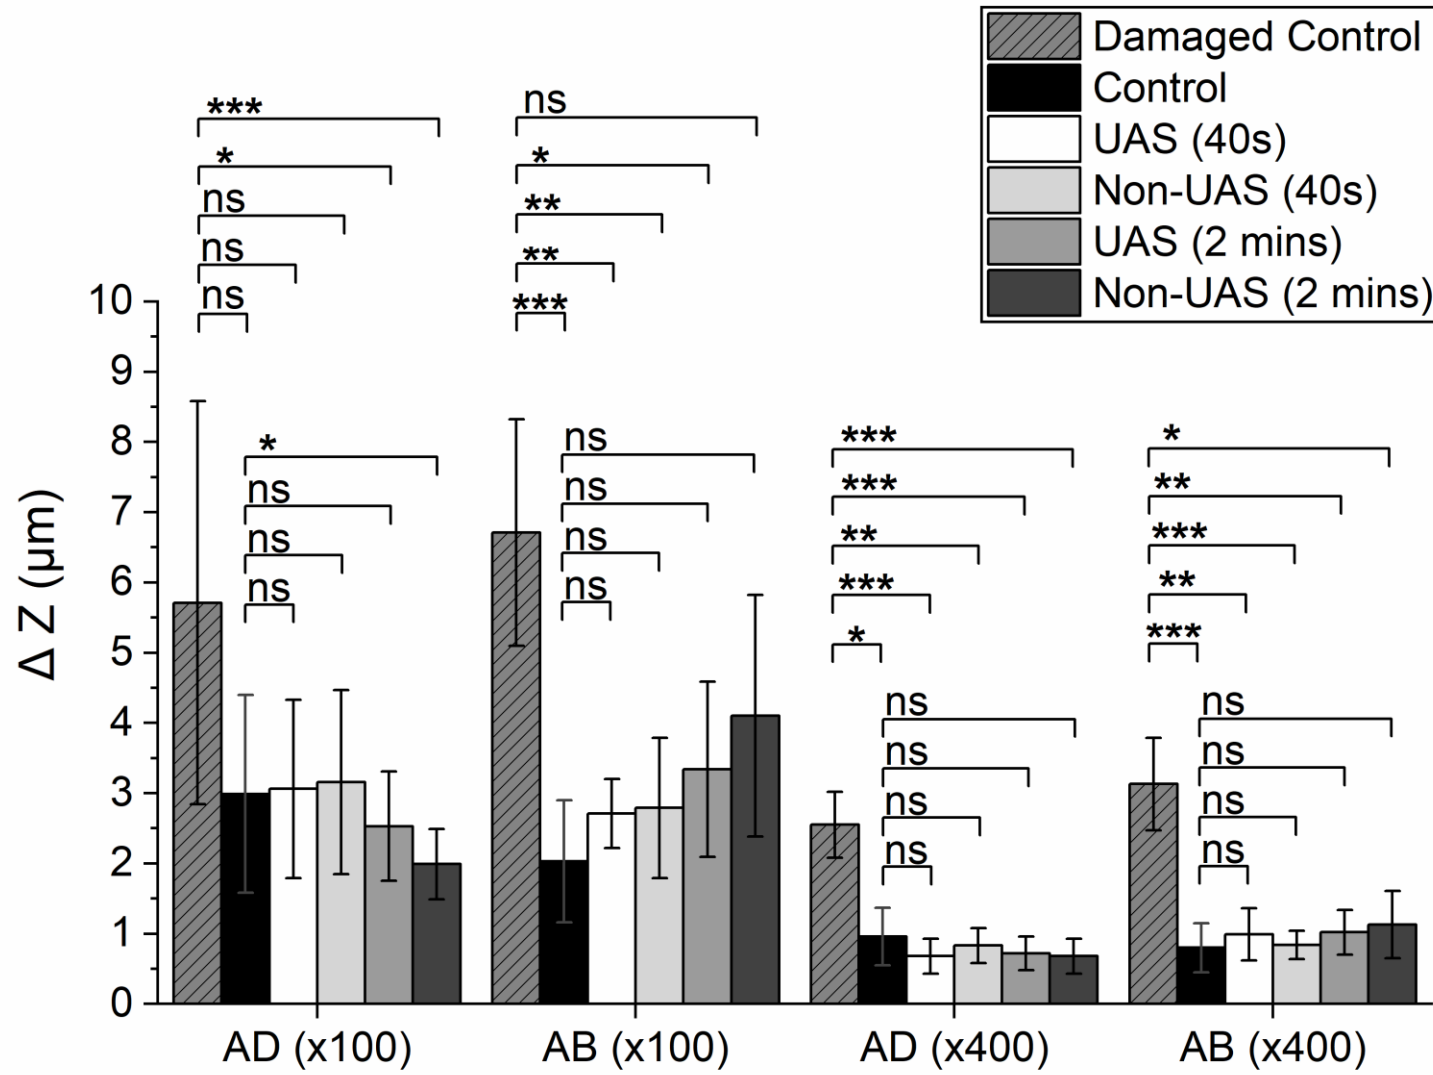 Damaged Control
Control
UAS (40s)
Non-UAS (40s)
UAS (2 mins)
Non-UAS (2 mins)
***
*
ns
ns
ns
ns
*
**
**
***
*
ns
ns
ns
ns
ns
ns
ns
***
***
**
***
*
*
**
***
**
***
ns
ns
ns
ns
ns
ns
ns
ns
Δ Z (μm)
10
9
8
7
6
5
4
3
2
1
0
AD (x100)
AB (x100)
AD (x400)
AB (x400)